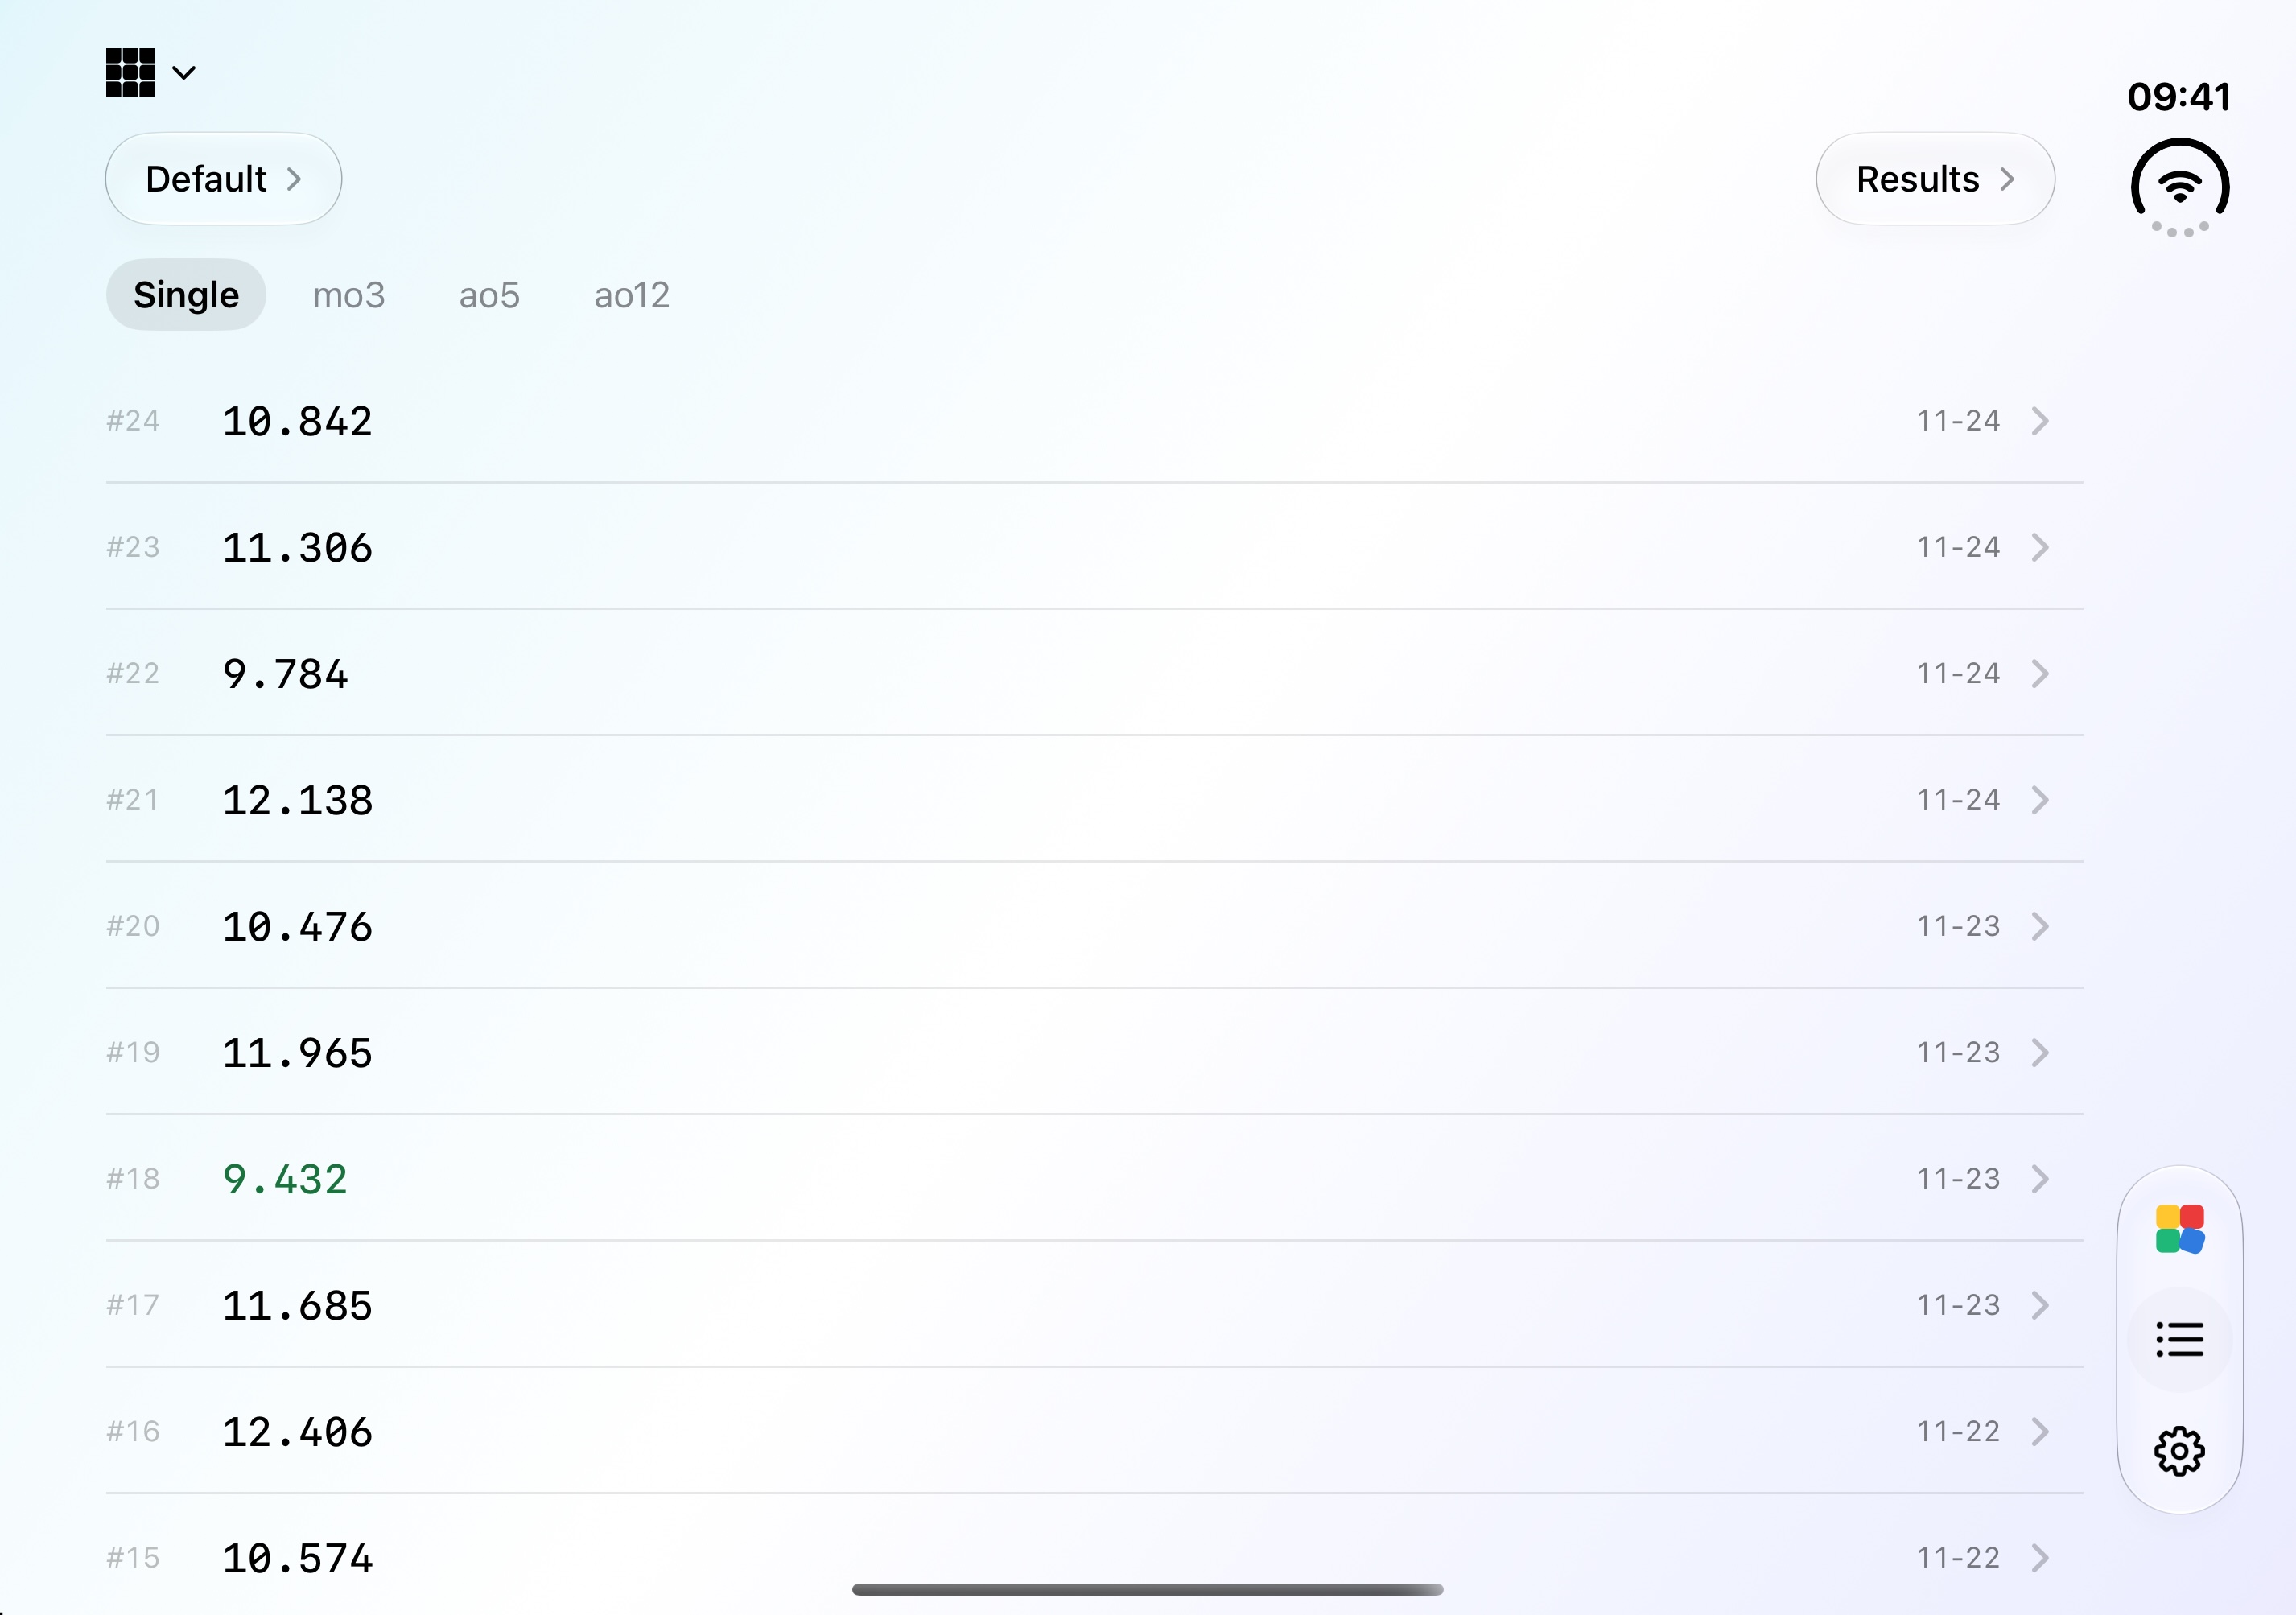 09:41
Default
Results
Single mo3 ao5 ao12
#24 10.842 11-24
#23 11.306 11-24
#22 9.784 11-24
#21 12.138 11-24
#20 10.476 11-23
#19 11.965 11-23
#18 9.432 11-23
#17 11.685 11-23
#16 12.406 11-22
#15 10.574 11-22